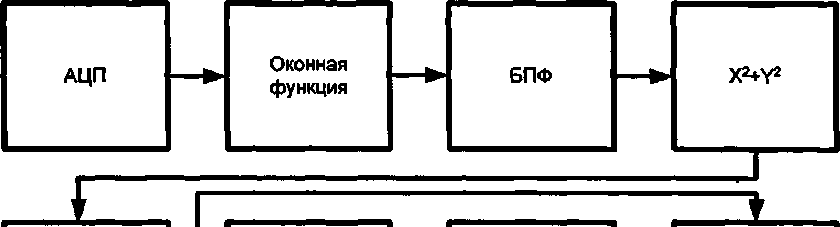 АЦП
Оконная
функция
БПФ
X²+Y²